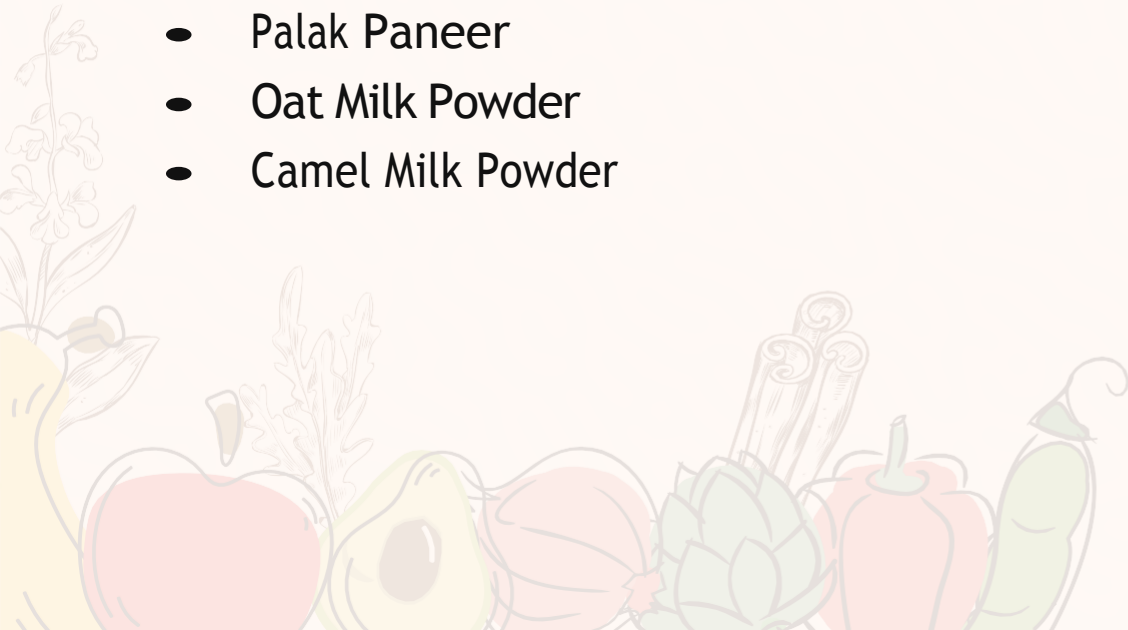 • Palak Paneer
• Oat Milk Powder
• Camel Milk Powder